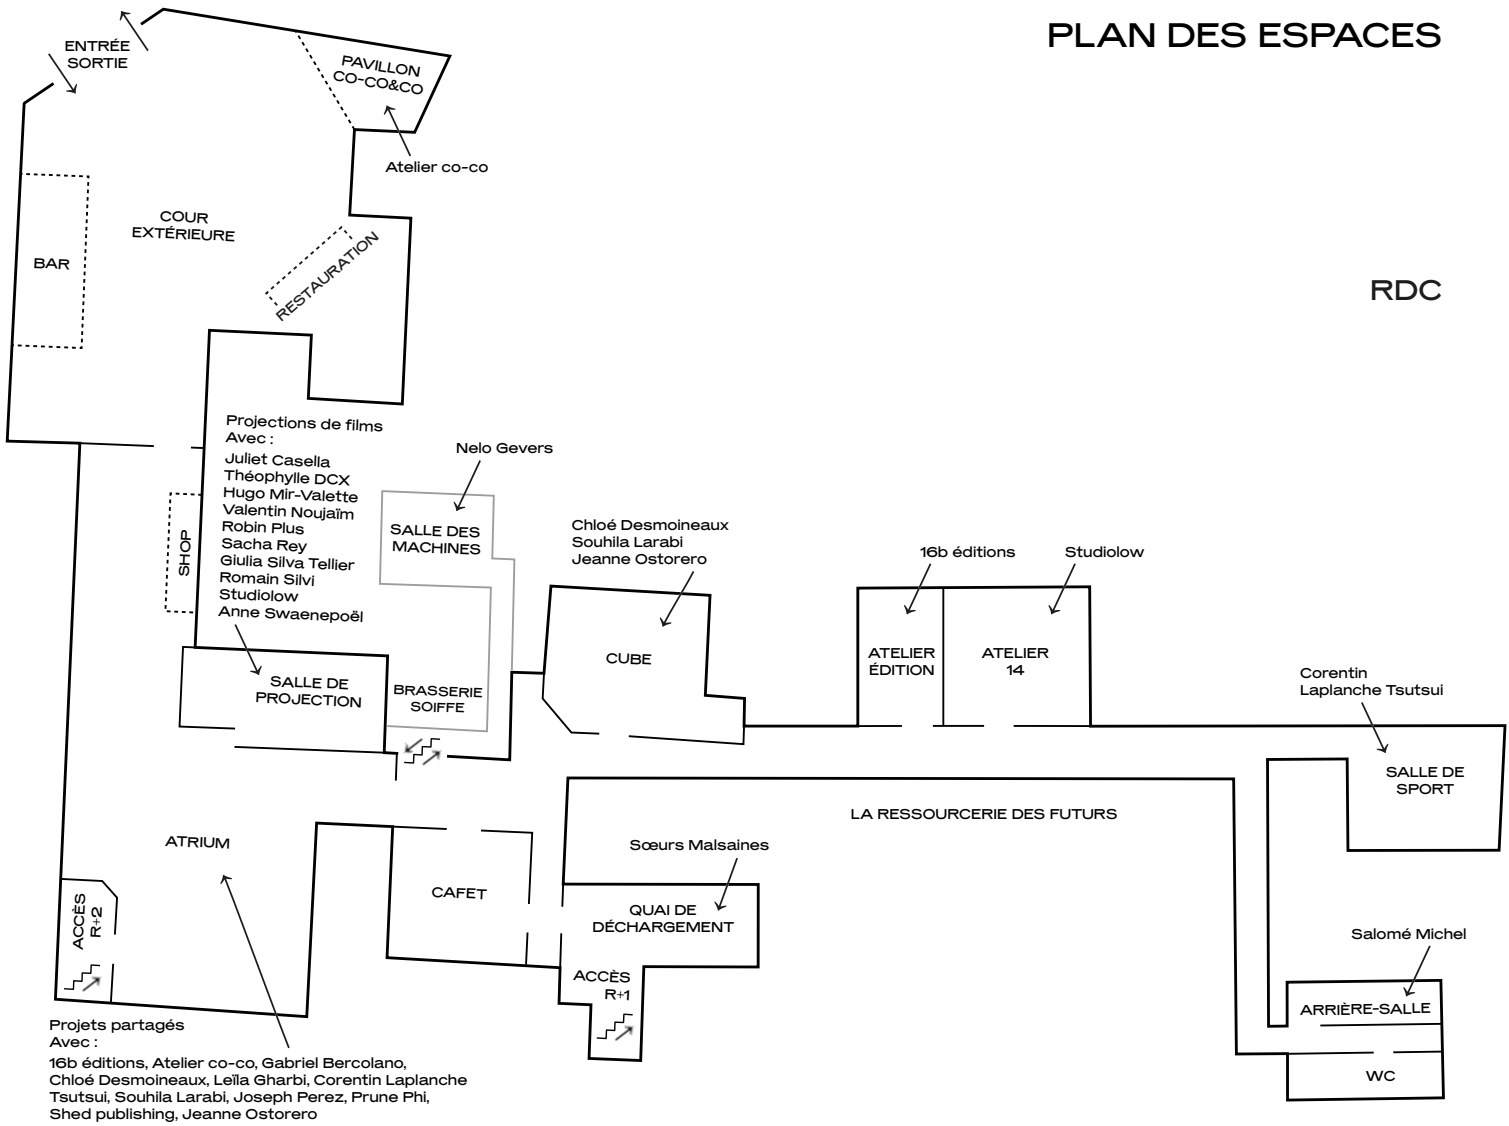 PLAN DES ESPACES
RDC
ENTRÉE
SORTIE
PAVILLON
CO-CO&CO
Atelier co-co
COUR
EXTÉRIEURE
BAR
RESTAURATION
Projections de films
Avec :
Juliet Casella
Théophylle DCX
Hugo Mir-Valette
Valentin Noujaïm
Robin Plus
Sacha Rey
Giulia Silva Tellier
Romain Silvi
Studiolow
Anne Swaenepoël
SHOP
Nelo Gevers
SALLE DES
MACHINES
Chloé Desmoineaux
Souhila Larabi
Jeanne Ostorero
CUBE
16b éditions
Studiolow
ATELIER
ÉDITION
ATELIER
14
Corentin
Laplanche Tsutsui
SALLE DE
SPORT
SALLE DE
PROJECTION
BRASSERIE
SOIFFE
LA RESSOURCERIE DES FUTURS
ATRIUM
Sœurs Malsaines
CAFET
QUAI DE
DÉCHARGEMENT
ACCÈS
R+2
ACCÈS
R+1
Salomé Michel
ARRIÈRE-SALLE
WC
Projets partagés
Avec :
16b éditions, Atelier co-co, Gabriel Bercolano,
Chloé Desmoineaux, Leïla Gharbi, Corentin Laplanche
Tsutsui, Souhila Larabi, Joseph Perez, Prune Phi,
Shed publishing, Jeanne Ostorero